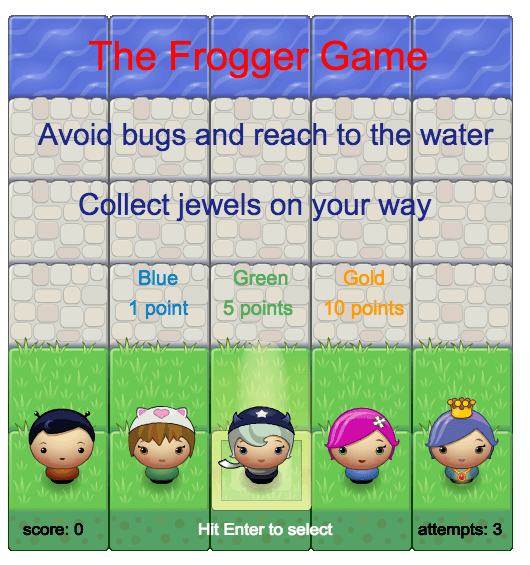 The Frogger Game
Avoid bugs and reach to the water
Collect jewels on your way
Blue Green Gold
1 point 5 points 10 points
score: 0 Hit Enter to select attempts: 3